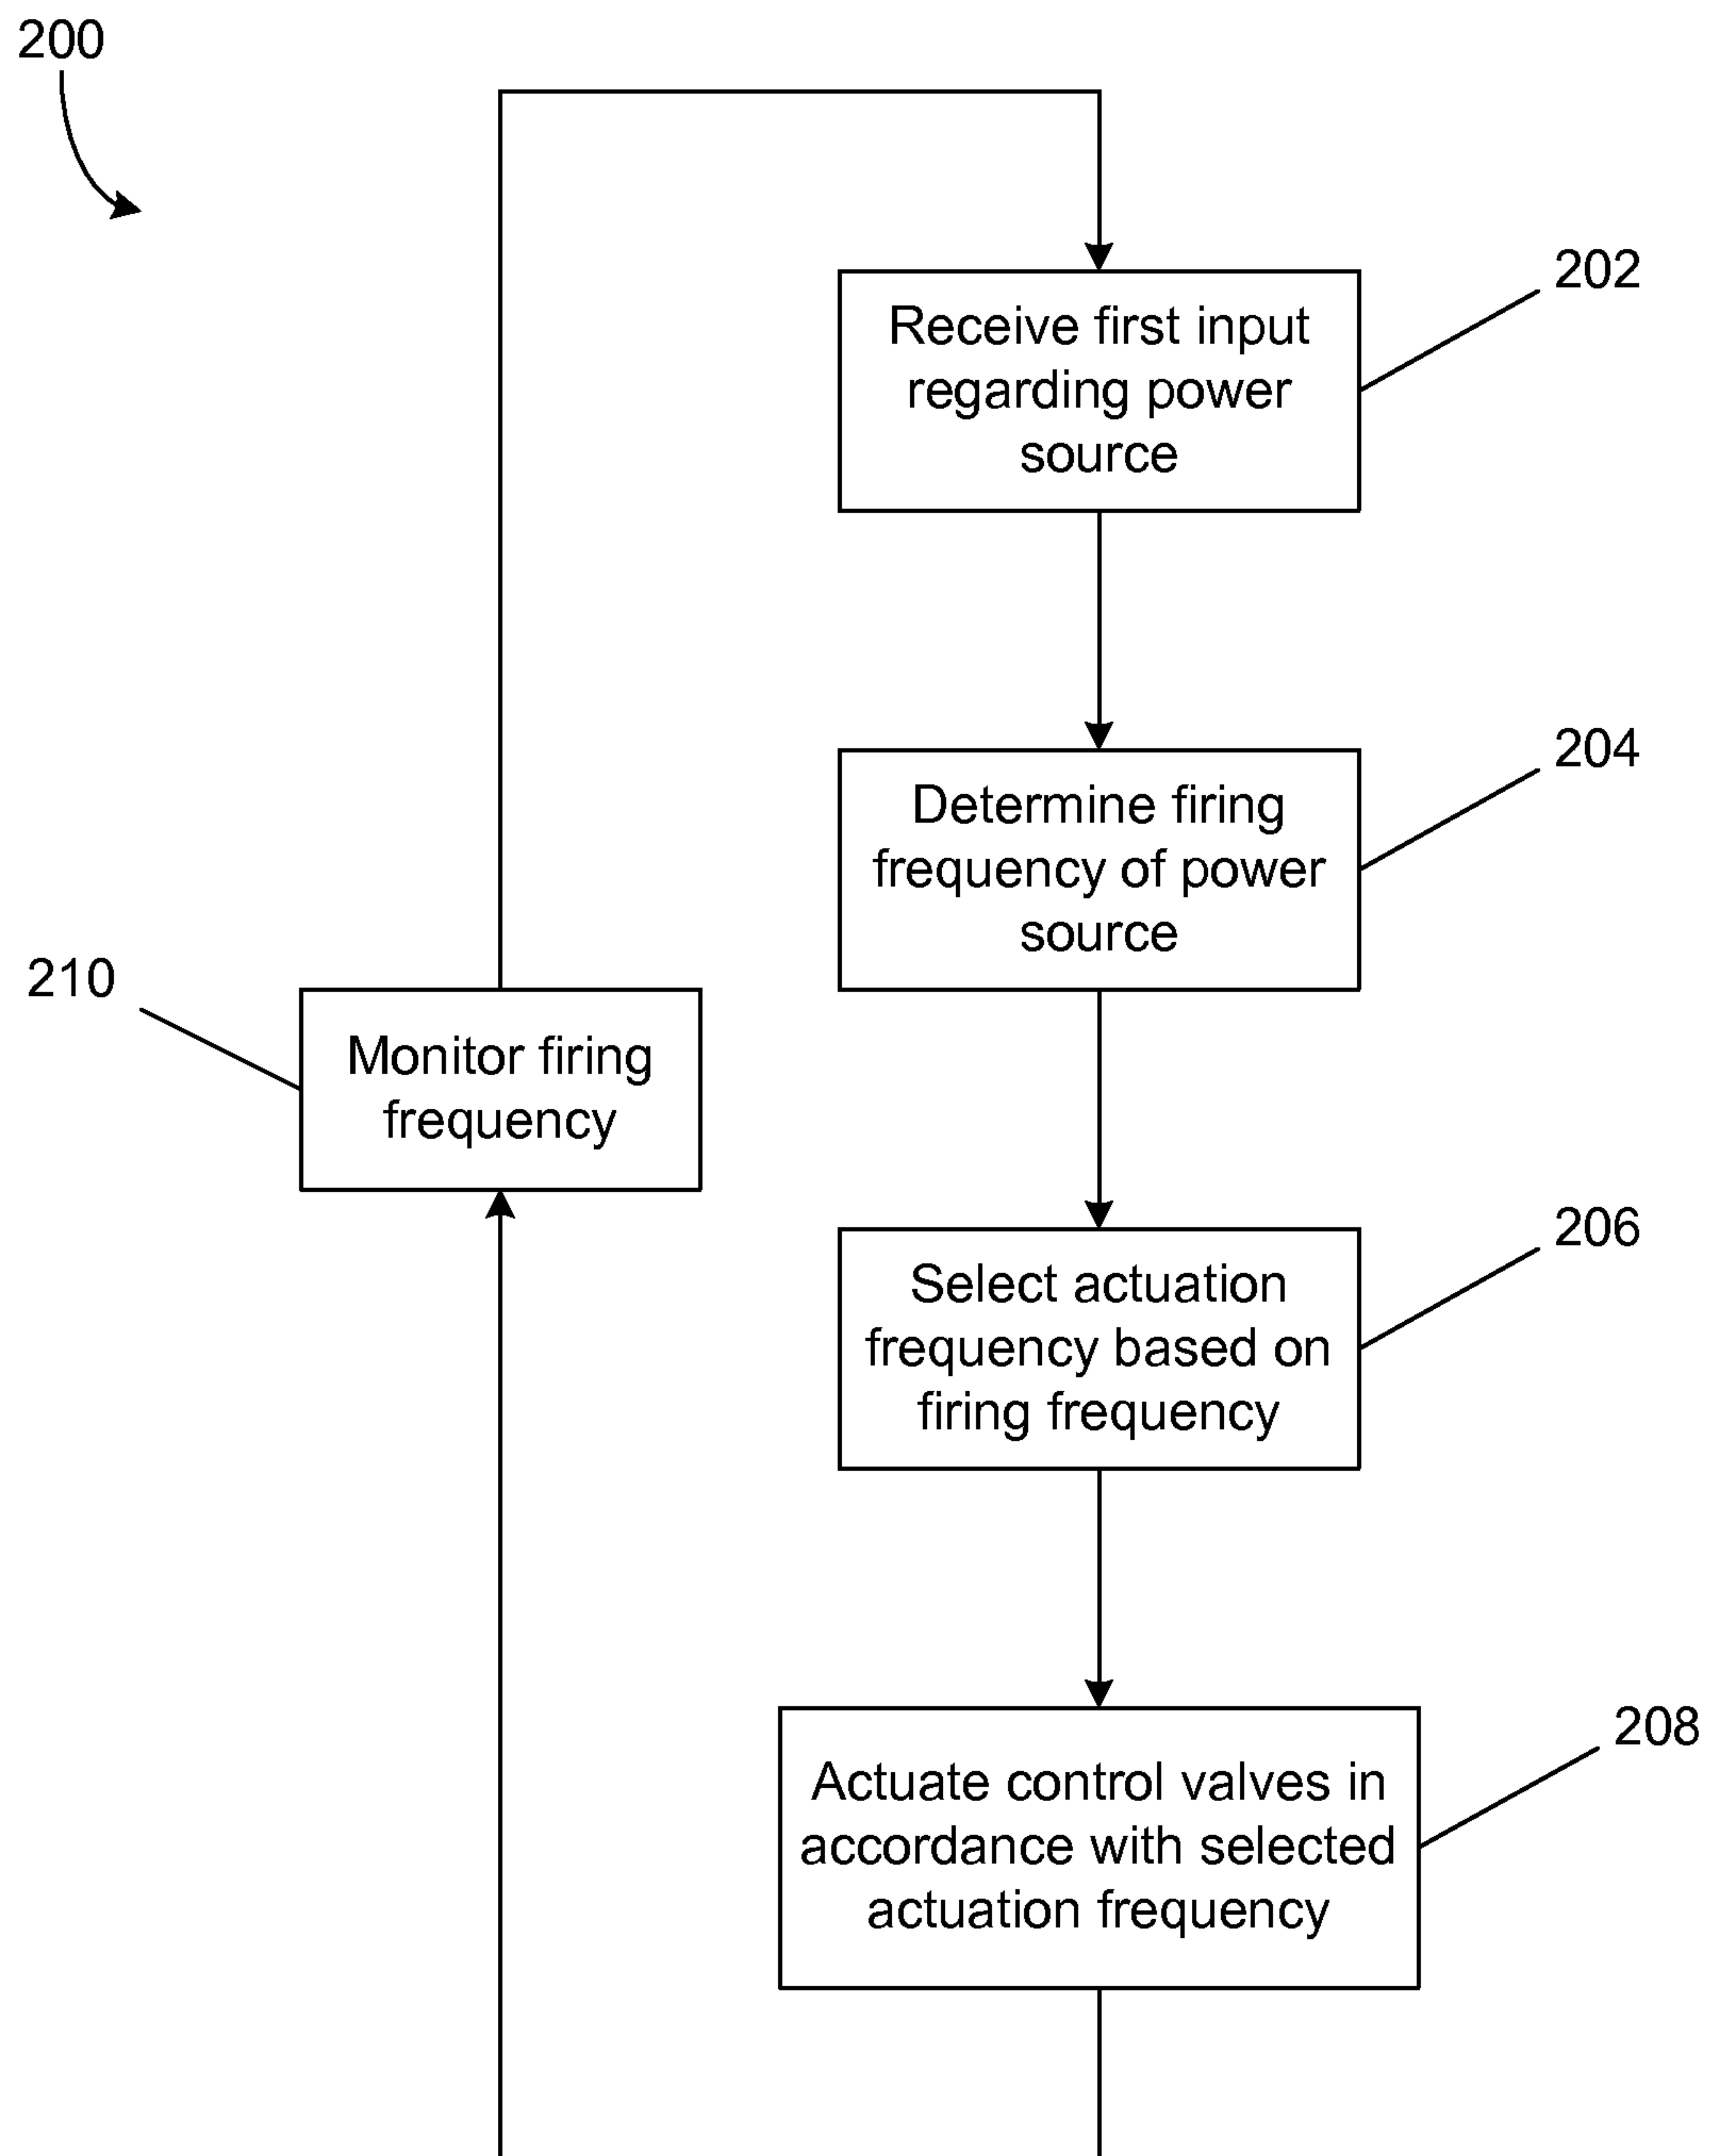 200
202
Receive first input
regarding power
source
204
Determine firing
frequency of power
source
210
Monitor firing
frequency
206
Select actuation
frequency based on
firing frequency
208
Actuate control valves in
accordance with selected
actuation frequency